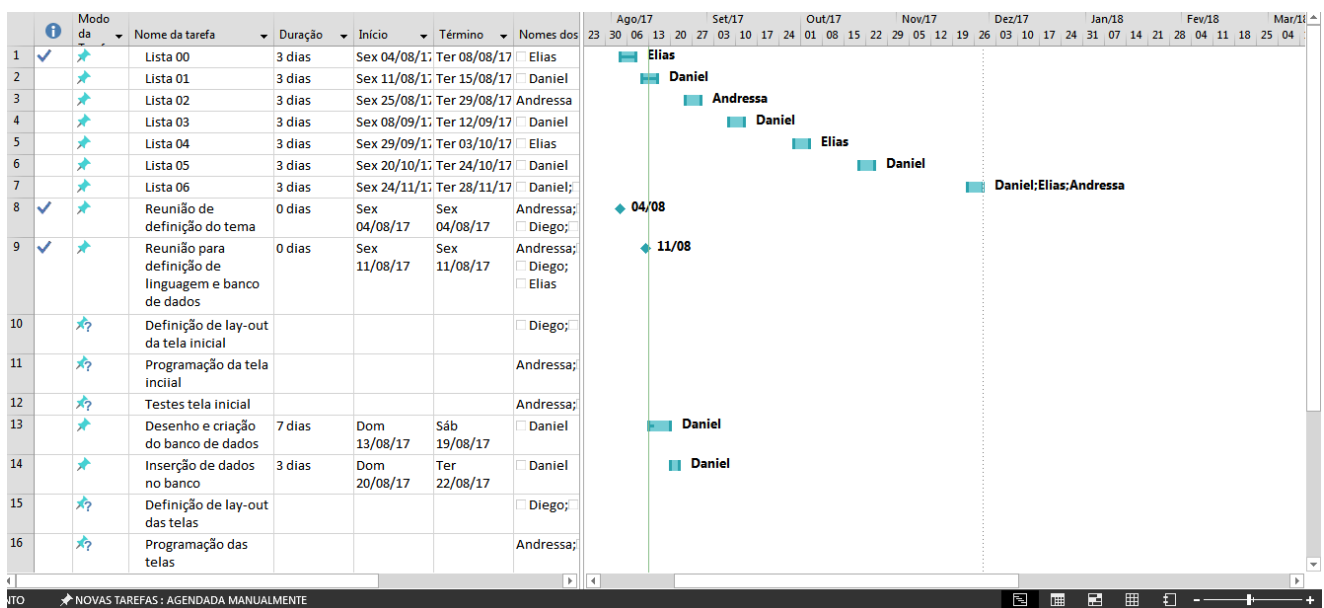 Ago/17 Set/17 Out/17 Nov/17 Dez/17 Jan/18 Fev/18 Mar/18
Modo da
Nome da tarefa Duração Início Término Nomes dos
23 30 06 13 20 27 03 10 17 24 01 08 15 22 29 05 12 19 26 03 10 17 24 31 07 14 21 28 04 11 18 25 04
1 Lista 00 3 dias Sex 04/08/17 Ter 08/08/17 Elias Elias
2 Lista 01 3 dias Sex 11/08/17 Ter 15/08/17 Daniel Daniel
3 Lista 02 3 dias Sex 25/08/17 Ter 29/08/17 Andressa Andressa
4 Lista 03 3 dias Sex 08/09/17 Ter 12/09/17 Daniel Daniel
5 Lista 04 3 dias Sex 29/09/17 Ter 03/10/17 Elias Elias
6 Lista 05 3 dias Sex 20/10/17 Ter 24/10/17 Daniel Daniel
7 Lista 06 3 dias Sex 24/11/17 Ter 28/11/17 Daniel; Daniel;Elias;Andressa
8 Reunião de 0 dias Sex Sex Andressa; 04/08
definição do tema 04/08/17 04/08/17 Diego;
9 Reunião para 0 dias Sex Sex Andressa; 11/08
definição de 11/08/17 11/08/17 Diego;
linguagem e banco Elias
de dados
10 ? Definição de lay-out Diego;
da tela inicial
11 ? Programação da tela Andressa;
inciial
12 ? Testes tela inicial Andressa;
13 Desenho e criação 7 dias Dom Sáb Daniel Daniel
do banco de dados 13/08/17 19/08/17
14 Inserção de dados 3 dias Dom Ter Daniel Daniel
no banco 20/08/17 22/08/17
15 ? Definição de lay-out Diego;
das telas
16 ? Programação das Andressa;
telas
NTO NOVAS TAREFAS : AGENDADA MANUALMENTE